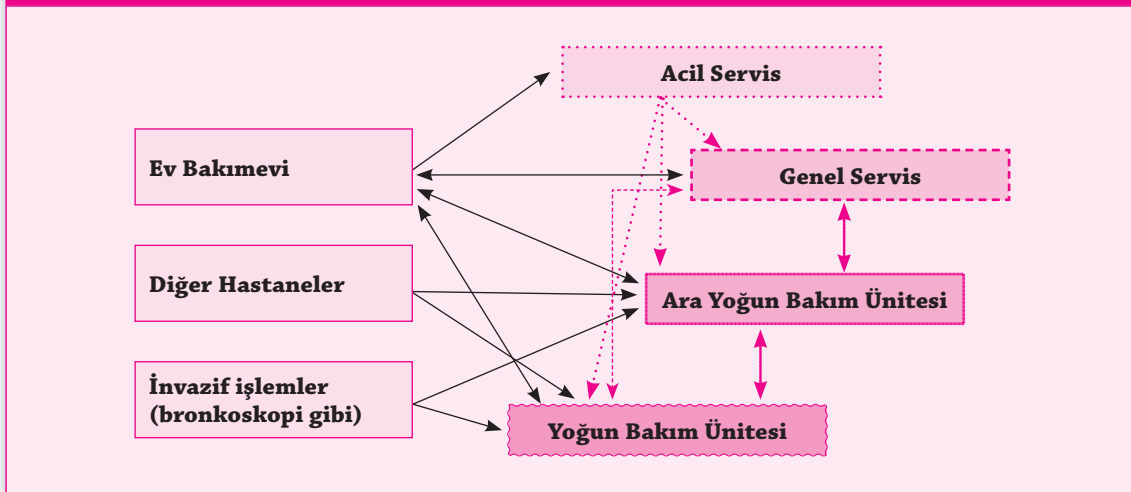 Acil Servis
Ev Bakımevi
Genel Servis
Diğer Hastaneler
Ara Yoğun Bakım Ünitesi
İnvazif işlemler
(bronkoskopi gibi)
Yoğun Bakım Ünitesi